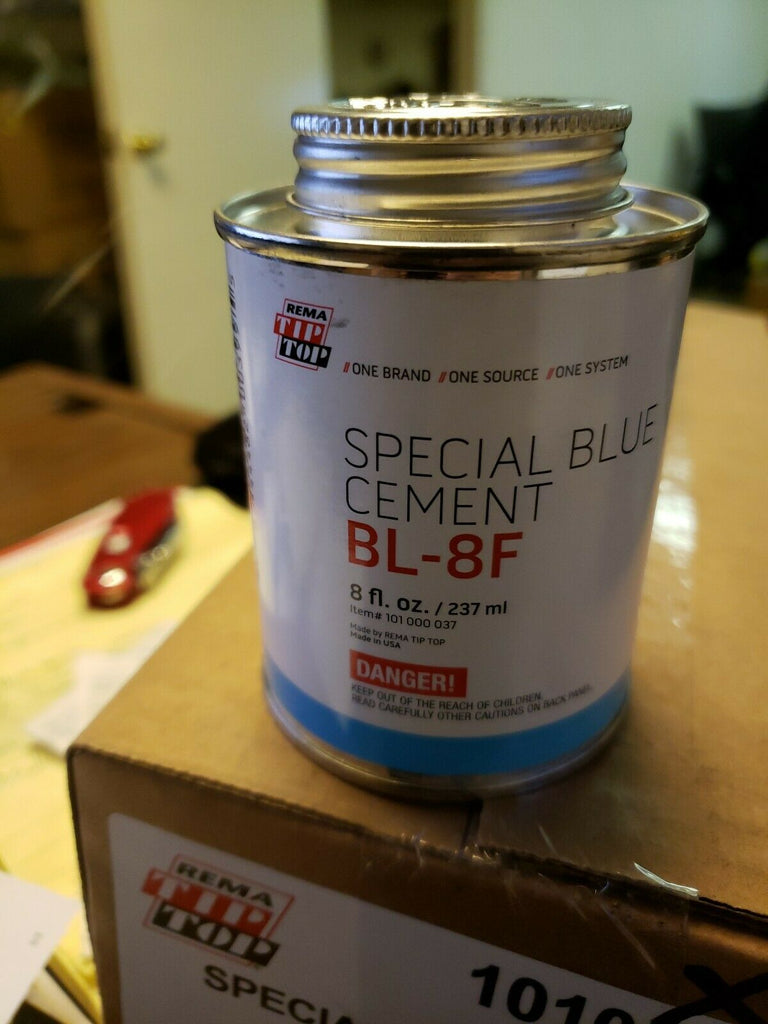 REMA
TIP
TOP
//ONE BRAND //ONE SOURCE //ONE SYSTEM
SPECIAL BLUE
CEMENT
BL-8F
8 fl. oz. / 237 ml
Item# 101 000 037
Made by REMA TIP TOP
Made in USA
DANGER!
KEEP OUT OF THE REACH OF CHILDREN.
READ CAREFULLY OTHER CAUTIONS ON BACK PANEL.
REMA
TIP
TOP
SPECIA
1010